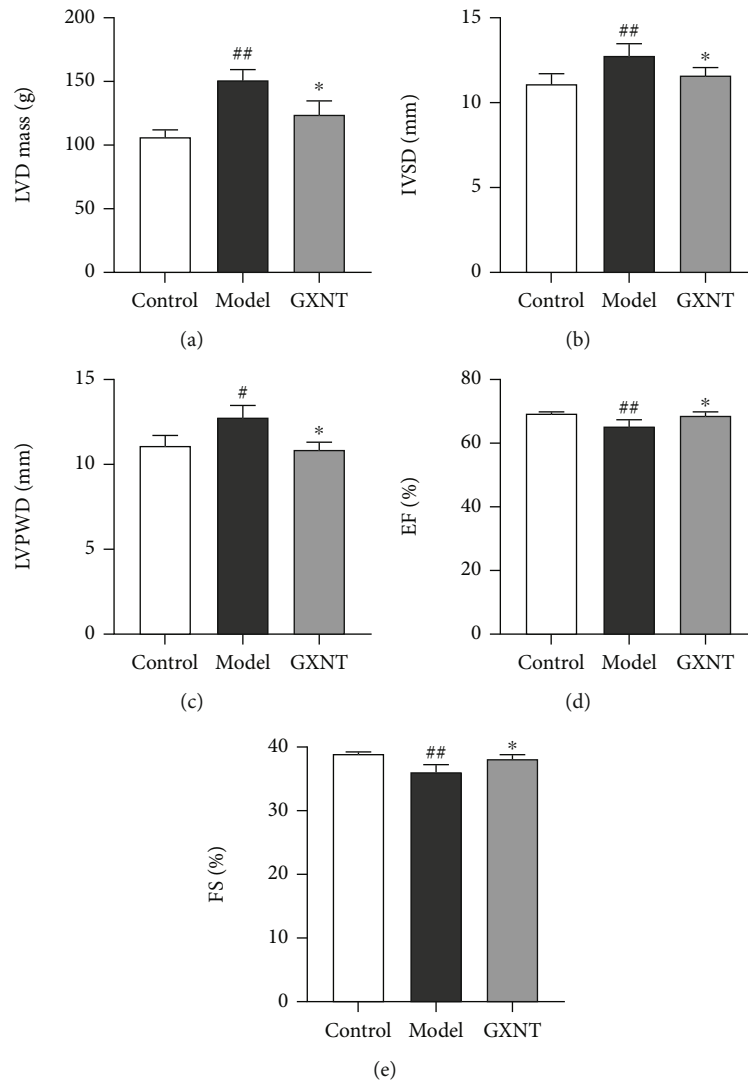 LVD mass (g)
200
150
100
50
0
##
*
Control Model GXNT
(a)
IVSD (mm)
15
10
5
0
##
*
Control Model GXNT
(b)
LVPWD (mm)
15
10
5
0
#
*
Control Model GXNT
(c)
EF (%)
80
60
40
20
0
##
*
Control Model GXNT
(d)
FS (%)
40
30
20
10
0
##
*
Control Model GXNT
(e)